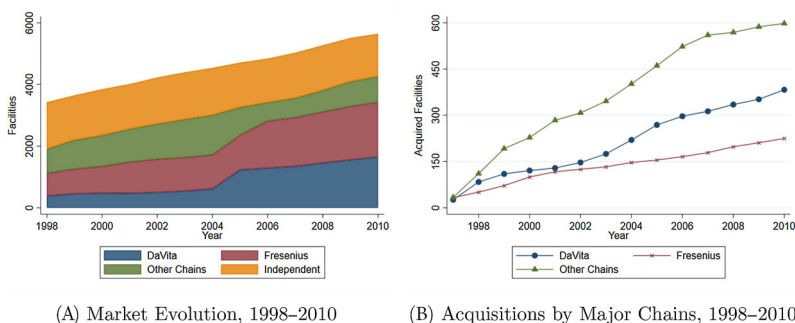 6000
4000
2000
0
Facilities
1998
2000
2002
2004
2006
2008
2010
Year
DaVita
Fresenius
Other Chains
Independent
(A) Market Evolution, 1998–2010
600
450
300
150
0
Acquired Facilities
1998
2000
2002
2004
2006
2008
2010
Year
DaVita
Fresenius
Other Chains
(B) Acquisitions by Major Chains, 1998–2010